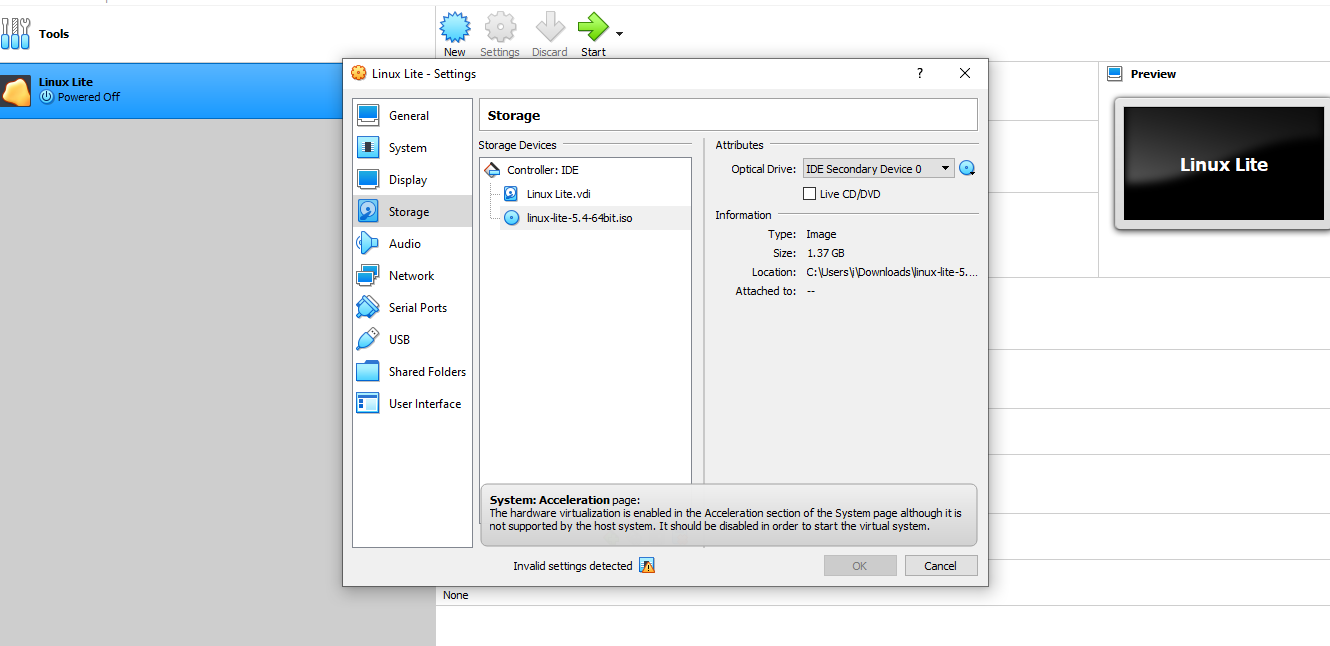 Tools
New
Settings
Discard
Start
Linux Lite
Powered Off
Preview
Linux Lite
Linux Lite - Settings
?
General
System
Display
Storage
Audio
Network
Serial Ports
USB
Shared Folders
User Interface
Storage
Storage Devices
Controller: IDE
Linux Lite.vdi
linux-lite-5.4-64bit.iso
Attributes
Optical Drive: IDE Secondary Device 0
Live CD/DVD
Information
Type: Image
Size: 1.37 GB
Location: C:\Users\i\Downloads\linux-lite-5....
Attached to: --
System: Acceleration page:
The hardware virtualization is enabled in the Acceleration section of the System page although it is
not supported by the host system. It should be disabled in order to start the virtual system.
Invalid settings detected
OK
Cancel
None